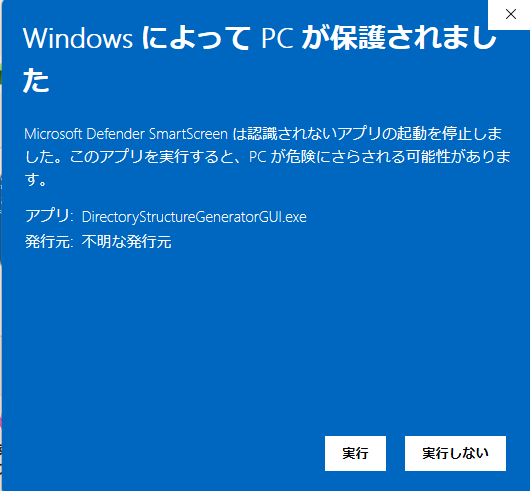 Windows によって PC が保護されまし
た
Microsoft Defender SmartScreen は認識されないアプリの起動を停止しま
した。このアプリを実行すると、PC が危険にさらされる可能性がありま
す。
アプリ: DirectoryStructureGeneratorGUI.exe
発行元: 不明な発行元
実行 実行しない